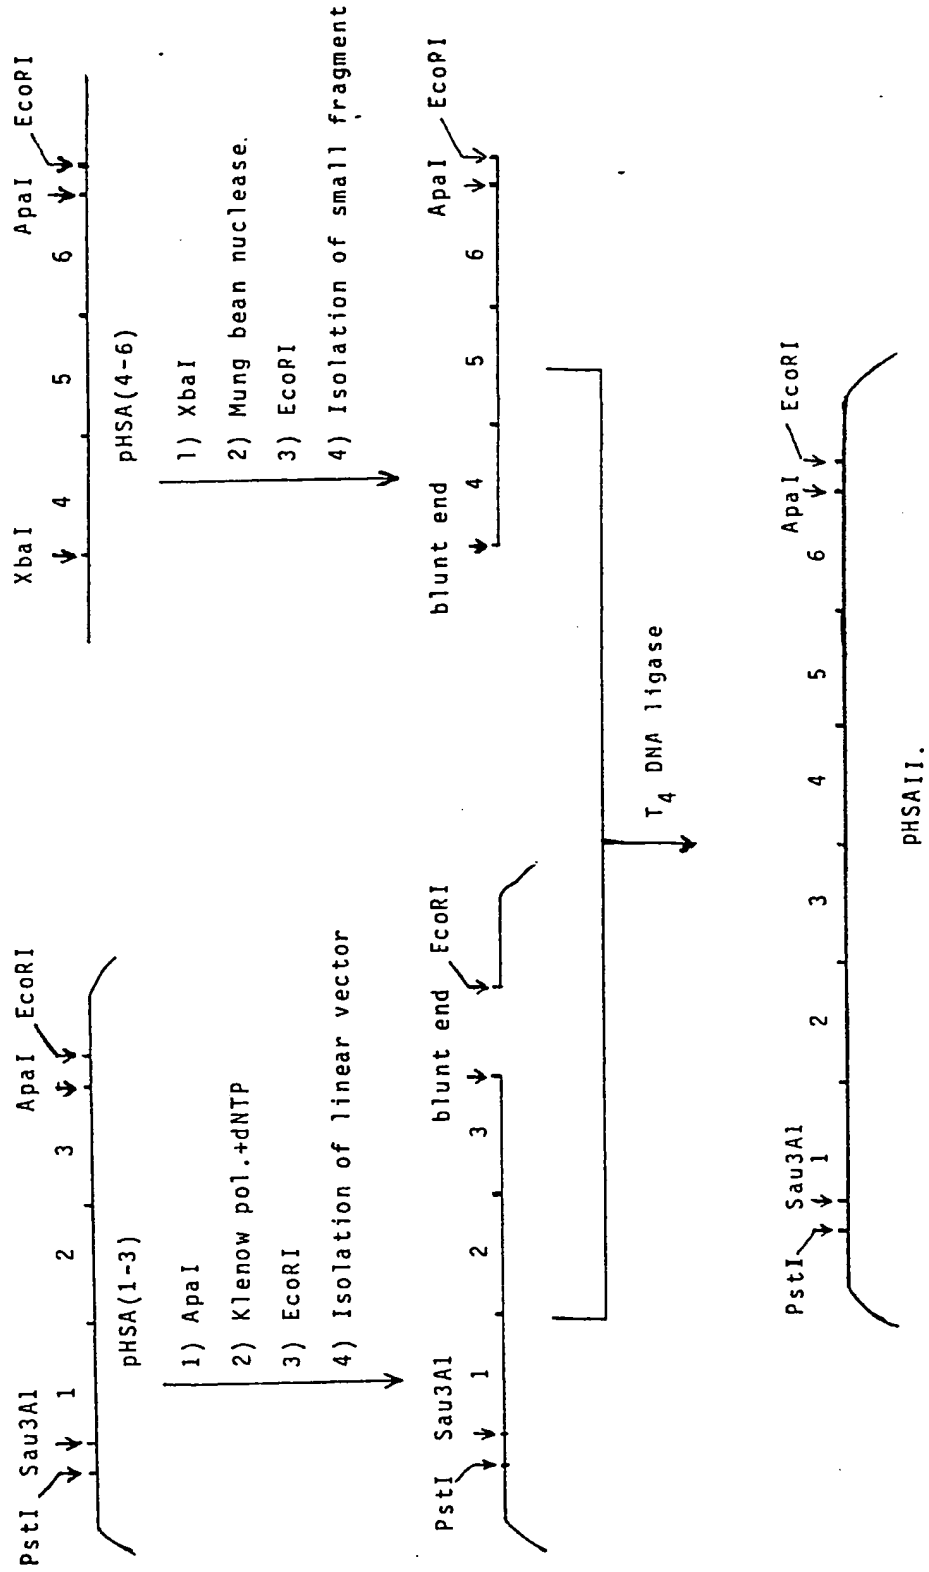 PstI Sau3A1 ApaI EcoRI
1 2 3
pHSA(1-3)
1) ApaI
2) Klenow pol.+dNTP
3) EcoRI
4) Isolation of linear vector
XbaI ApaI EcoRI
4 5 6
pHSA(4-6)
1) XbaI
2) Mung bean nuclease.
3) EcoRI
4) Isolation of small fragment
PstI Sau3A1 blunt end EcoRI
1 2 3
blunt end ApaI EcoRI
4 5 6
T4 DNA ligase
PstI Sau3A1 ApaI EcoRI
1 2 3 4 5 6
pHSAII.